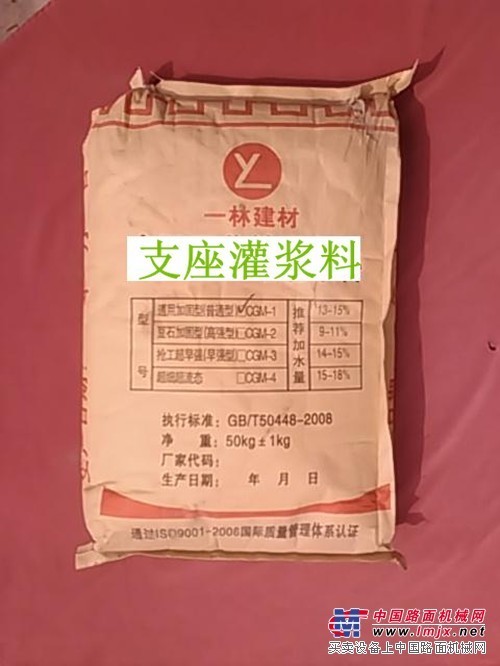 YL
一林建材
支座灌浆料
型号
通用加固型(普通型) ☑CGM-1 13-15%
豆石加固型(高强型) □CGM-2 9-11%
抢工超早强(早强型) □CGM-3 14-15%
超细超流态 □CGM-4 15-18%
推荐加水量
执行标准: GB/T50448-2008
净 重: 50kg±1kg
厂家代码:
生产日期: 年 月 日
通过ISO9001-2006国际质量管理体系认证
中国路面机械网
www.lmjx.net
买卖设备上中国路面机械网